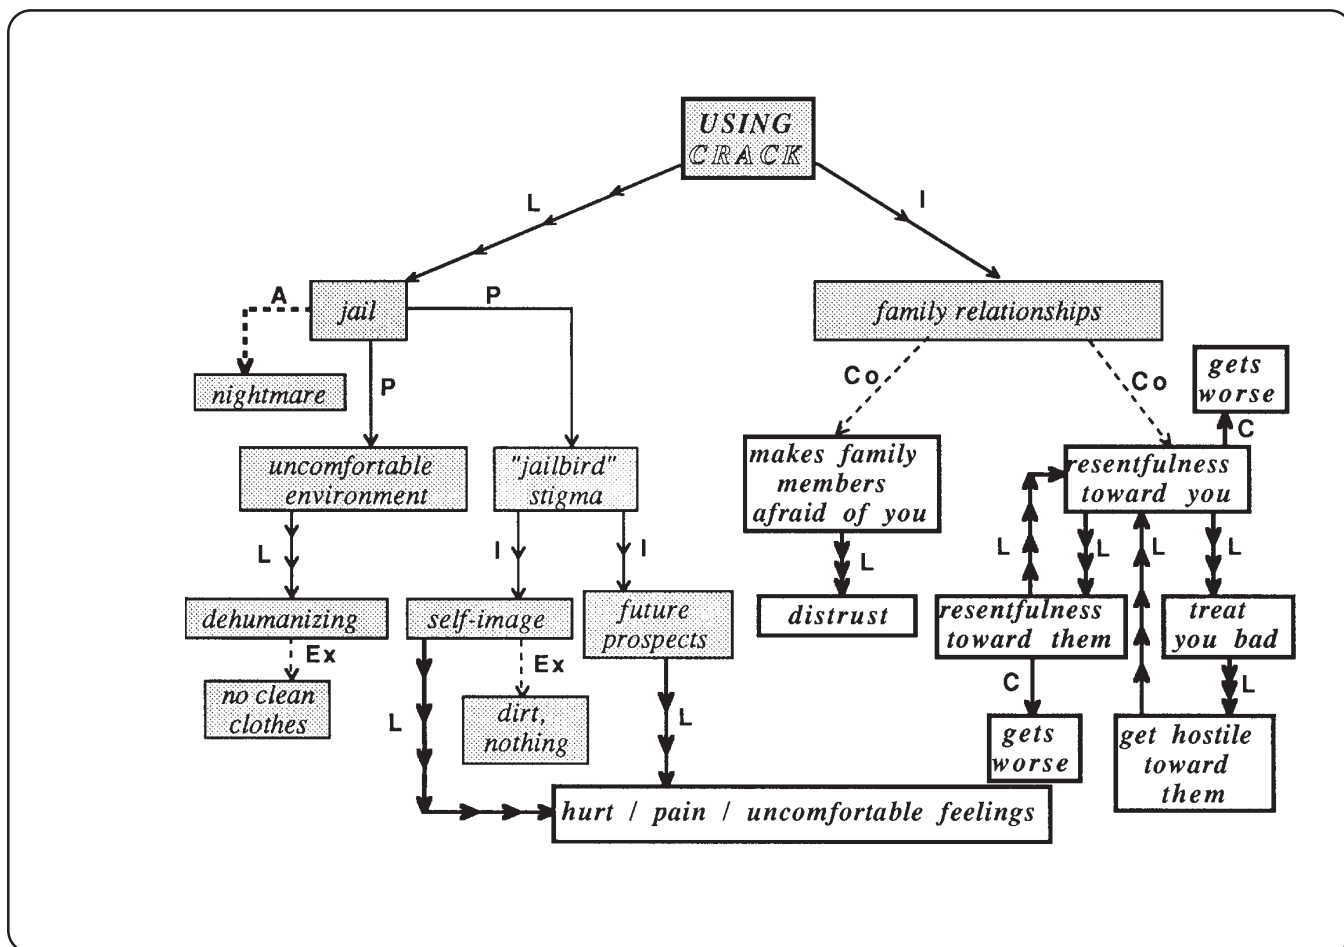 USING
CRACK
L
I
A
jail
P
family relationships
nightmare
P
Co
Co
gets
worse
C
uncomfortable
environment
"jailbird"
stigma
makes family
members
afraid of you
resentfulness
toward you
L
I
I
L
L
L
L
L
dehumanizing
self-image
future
prospects
distrust
resentfulness
toward them
treat
you bad
Ex
Ex
C
L
no clean
clothes
L
dirt,
nothing
L
gets
worse
get hostile
toward
them
hurt / pain / uncomfortable feelings